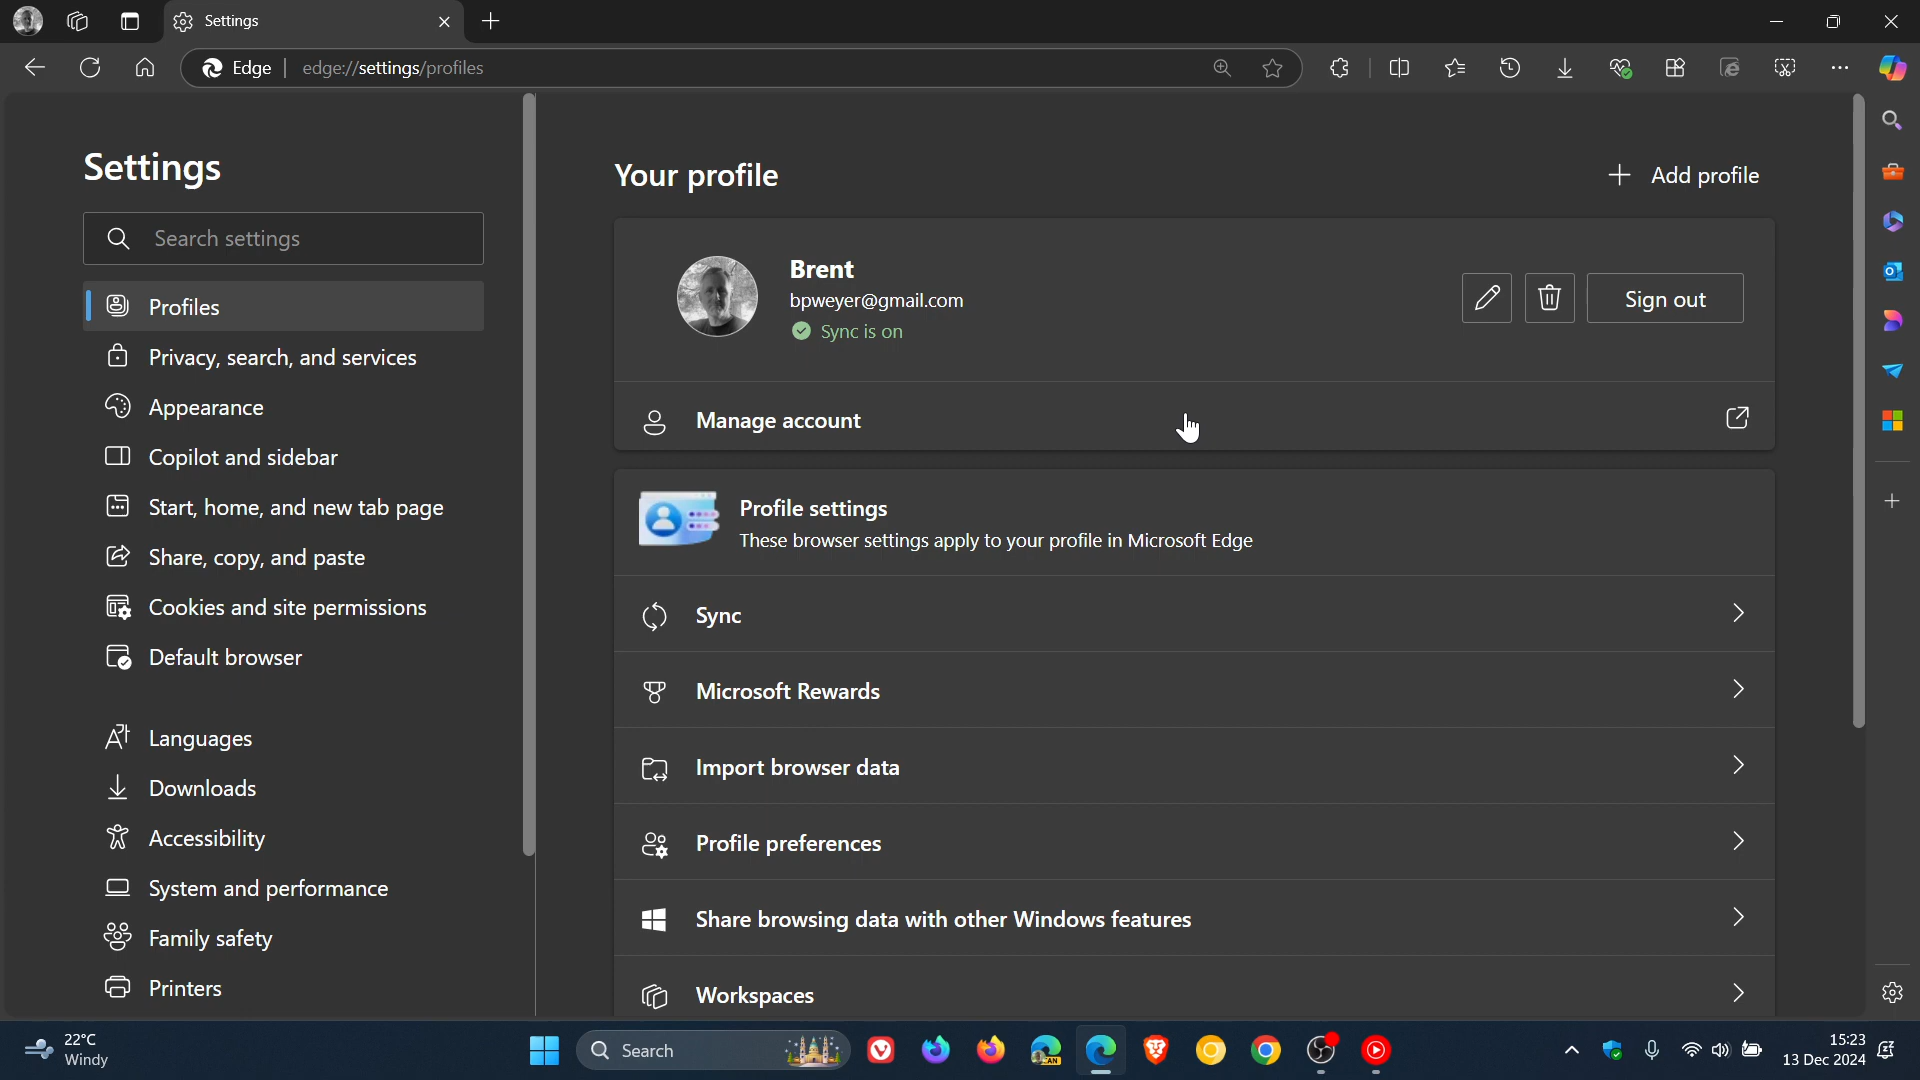 Settings
Edge
edge://settings/profiles
Settings
Search settings
Profiles
Privacy, search, and services
Appearance
Copilot and sidebar
Start, home, and new tab page
Share, copy, and paste
Cookies and site permissions
Default browser
Languages
Downloads
Accessibility
System and performance
Family safety
Printers
Your profile
Add profile
Brent
bpweyer@gmail.com
Sync is on
Sign out
Manage account
Profile settings
These browser settings apply to your profile in Microsoft Edge
Sync
Microsoft Rewards
Import browser data
Profile preferences
Share browsing data with other Windows features
Workspaces
22°C
Windy
Search
CAN
15:23
13 Dec 2024